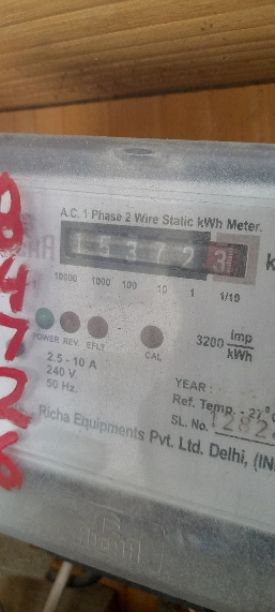 A.C. 1 Phase 2 Wire Static kWh Meter.
1 5 3 7 2 3 k
10000 1000 100 10 1 1/10
POWER REV. EFLT CAL
3200 imp/kWh
2.5 - 10 A
240 V.
50 Hz.
YEAR :
Ref. Temp. - 27°
SL. No. 1282
Richa Equipments Pvt. Ltd. Delhi, (IN